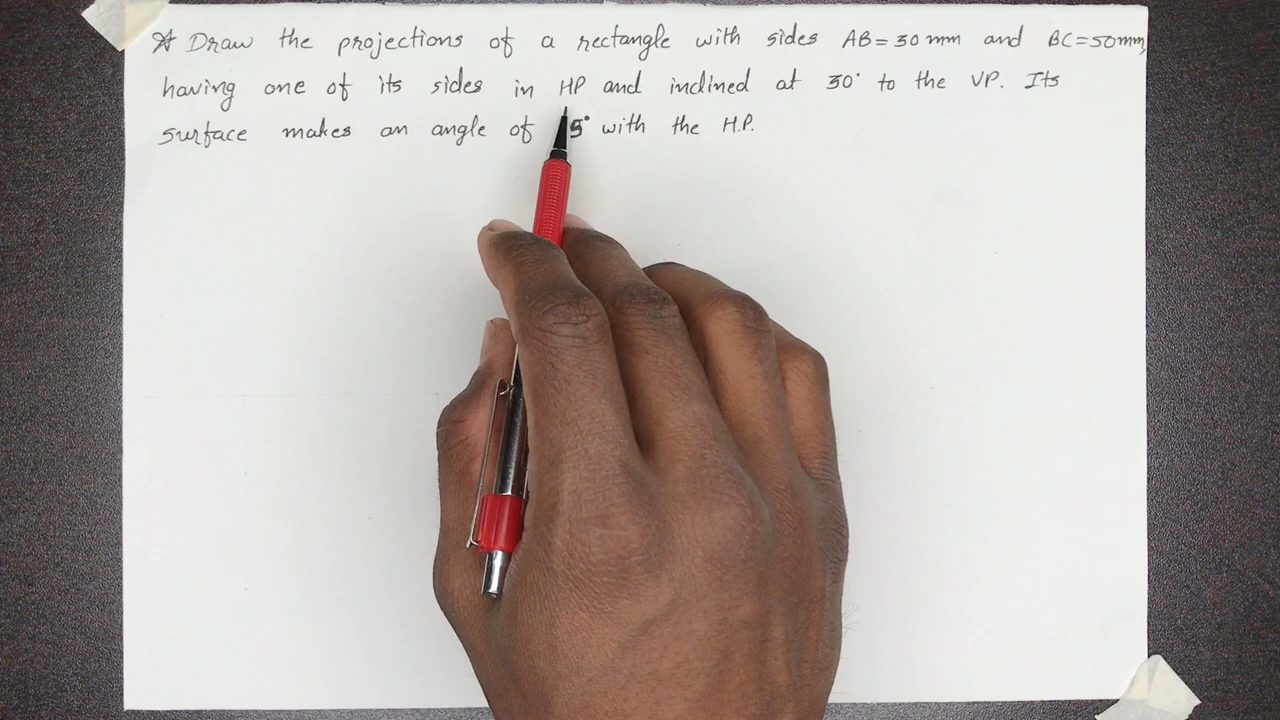 Draw the projections of a rectangle with sides AB=30 mm and BC=50mm,
having one of its sides in HP and inclined at 30° to the VP. Its
surface makes an angle of 5° with the H.P.